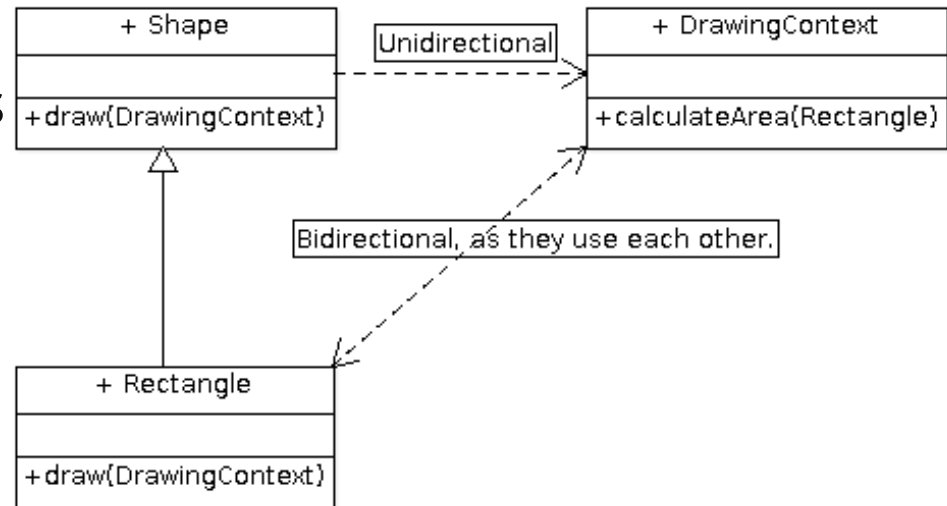 + Shape
Unidirectional
+ DrawingContext
s
+draw(DrawingContext)
+calculateArea(Rectangle)
Bidirectional, as they use each other.
+ Rectangle
+draw(DrawingContext)